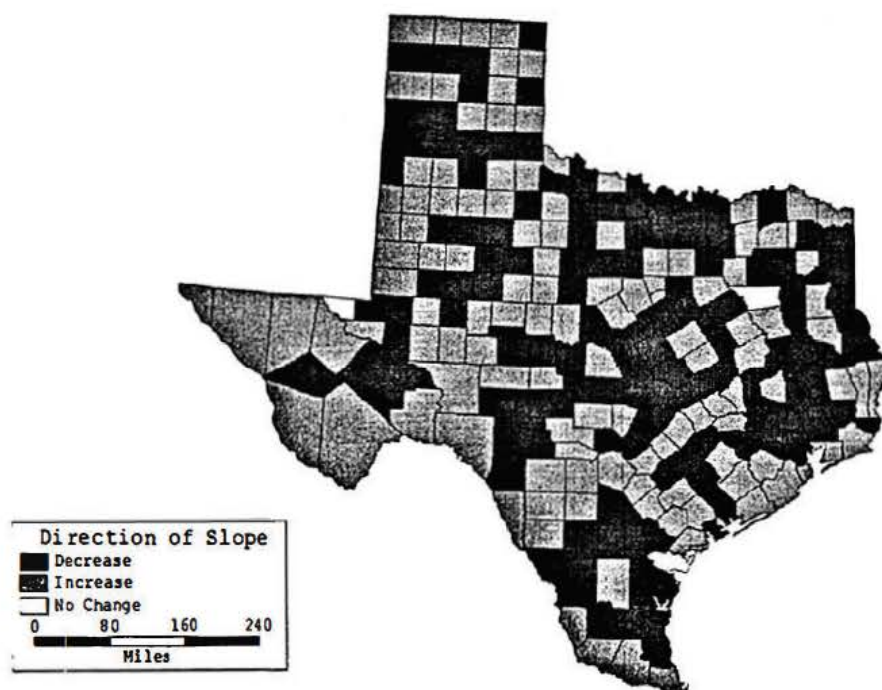 Direction of Slope
Decrease
Increase
No Change
0 80 160 240
Miles